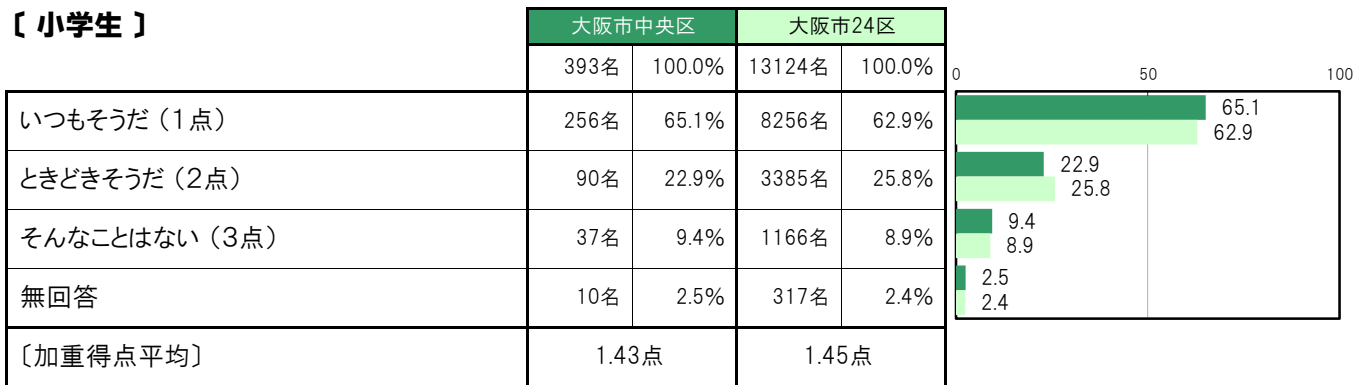 〔 小学生 〕
大阪市中央区 大阪市24区
393名 100.0% 13124名 100.0%
0 50 100
いつもそうだ（1点） 256名 65.1% 8256名 62.9%
65.1
62.9
ときどきそうだ（2点） 90名 22.9% 3385名 25.8%
22.9
25.8
そんなことはない（3点） 37名 9.4% 1166名 8.9%
9.4
8.9
無回答 10名 2.5% 317名 2.4%
2.5
2.4
〔加重得点平均〕 1.43点 1.45点